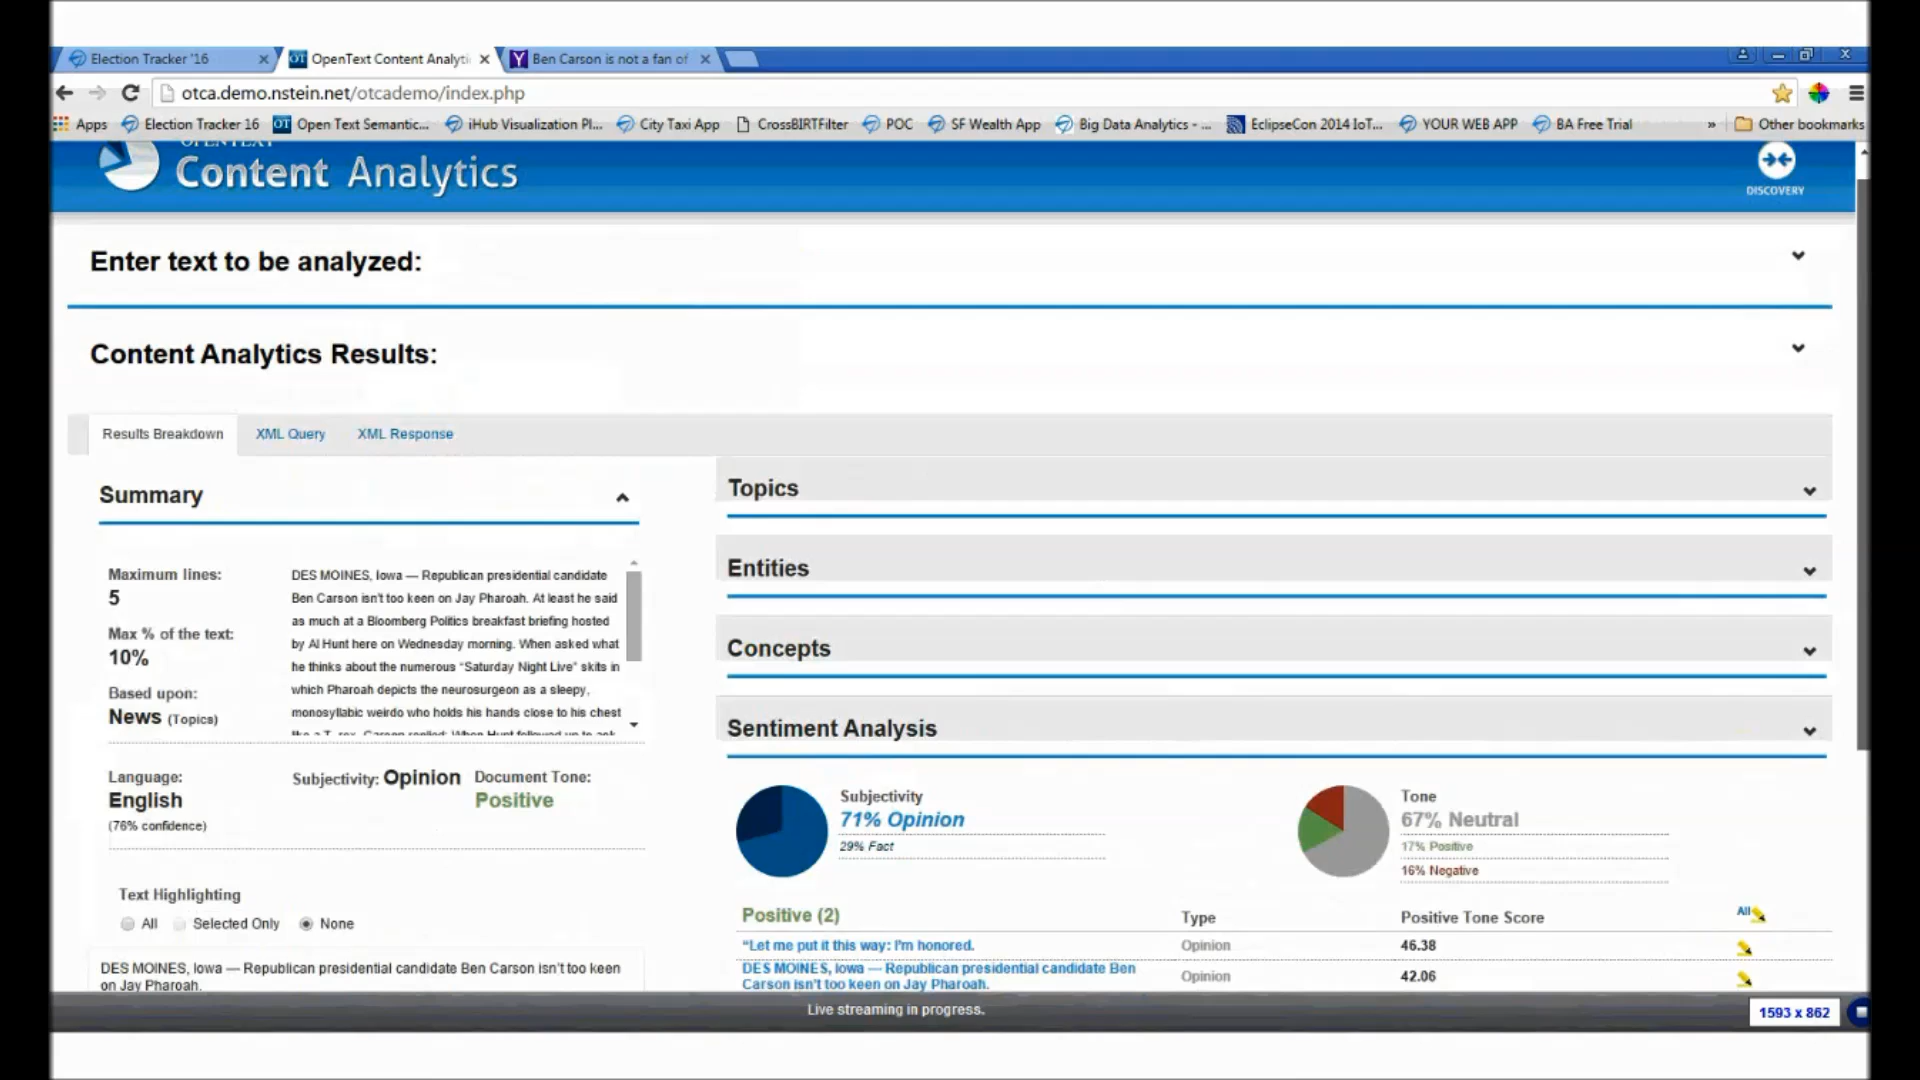 Election Tracker '16
OpenText Content Analyti
Ben Carson is not a fan of
otca.demo.nstein.net/otcademo/index.php
Apps
Election Tracker 16
Open Text Semantic...
iHub Visualization Pl...
City Taxi App
CrossBIRTFilter
POC
SF Wealth App
Big Data Analytics - ...
EclipseCon 2014 IoT...
YOUR WEB APP
BA Free Trial
»
Other bookmarks
OPENTEXT
Content Analytics
DISCOVERY
Enter text to be analyzed:
Content Analytics Results:
Results Breakdown
XML Query
XML Response
Summary
Maximum lines:
5
Max % of the text:
10%
Based upon:
News (Topics)
DES MOINES, Iowa — Republican presidential candidate
Ben Carson isn't too keen on Jay Pharoah. At least he said
as much at a Bloomberg Politics breakfast briefing hosted
by Al Hunt here on Wednesday morning. When asked what
he thinks about the numerous “Saturday Night Live” skits in
which Pharoah depicts the neurosurgeon as a sleepy,
monosyllabic weirdo who holds his hands close to his chest
like a T. rex, Carson replied: When Hunt followed up to ask
Language:
English
(76% confidence)
Subjectivity: Opinion
Document Tone:
Positive
Text Highlighting
All
Selected Only
None
DES MOINES, Iowa — Republican presidential candidate Ben Carson isn't too keen
on Jay Pharoah.
Topics
Entities
Concepts
Sentiment Analysis
Subjectivity
71% Opinion
29% Fact
Tone
67% Neutral
17% Positive
16% Negative
Positive (2)
Type
Positive Tone Score
All
“Let me put it this way: I'm honored.
Opinion
46.38
DES MOINES, Iowa — Republican presidential candidate Ben
Carson isn't too keen on Jay Pharoah.
Opinion
42.06
Live streaming in progress.
1593 x 862